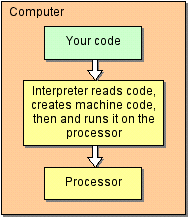 Computer
Your code
Interpreter reads code,
creates machine code,
then and runs it on the
processor
Processor